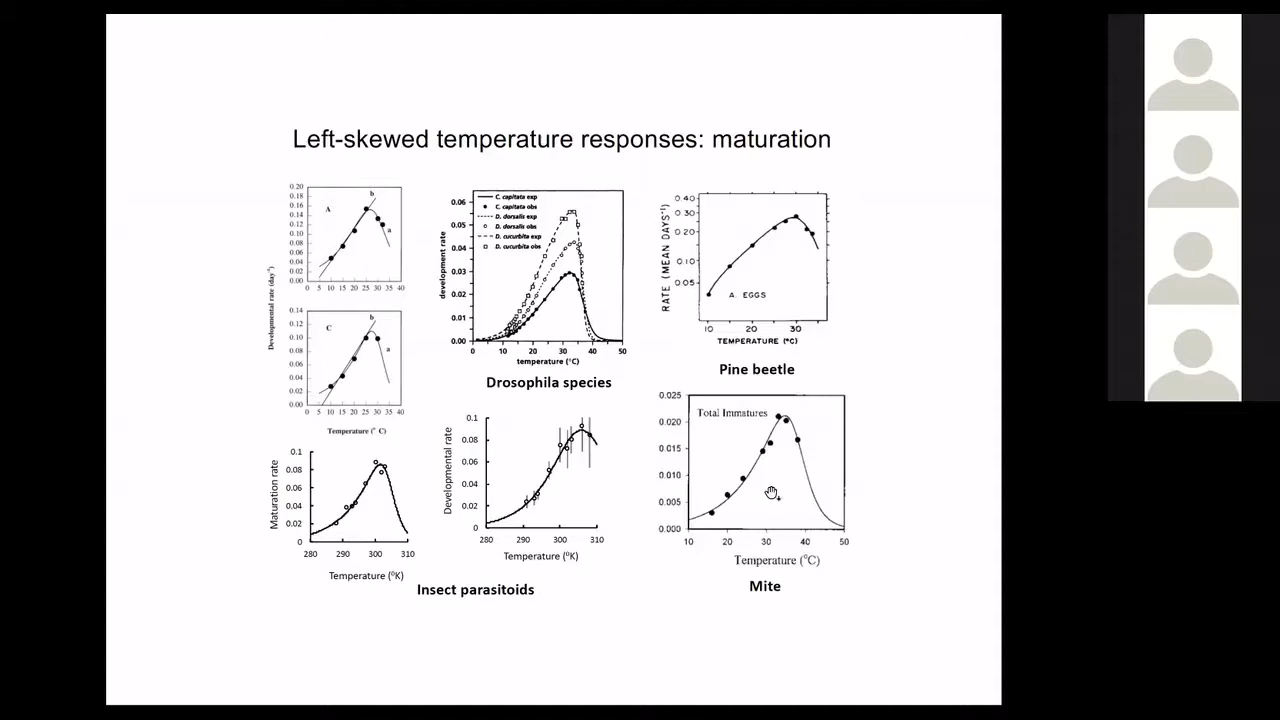 Left-skewed temperature responses: maturation
Developmental rate (day⁻¹)
0.20
0.18
0.16
0.14
0.12
0.10
0.08
0.06
0.04
0.02
0.00
A
b
a
0 5 10 15 20 25 30 35 40
0.14
0.12
0.10
0.08
0.06
0.04
0.02
0.00
C
b
a
0 5 10 15 20 25 30 35 40
Temperature (° C)
development rate
0.06
0.05
0.04
0.03
0.02
0.01
0.00
C. capitata exp
C. capitata obs
D. dorsalis exp
D. dorsalis obs
D. cucurbita exp
D. cucurbita obs
0 10 20 30 40 50
temperature (°C)
Drosophila species
RATE (MEAN DAYS⁻¹)
0.40
0.30
0.20
0.10
0.05
A. EGGS
10 20 30
TEMPERATURE (°C)
Pine beetle
Maturation rate
0.1
0.08
0.06
0.04
0.02
0
280 290 300 310
Temperature (⁰K)
Developmental rate
0.1
0.08
0.06
0.04
0.02
0
280 290 300 310
Temperature (⁰K)
Insect parasitoids
0.025
0.020
0.015
0.010
0.005
0.000
Total Immatures
10 20 30 40 50
Temperature (°C)
Mite